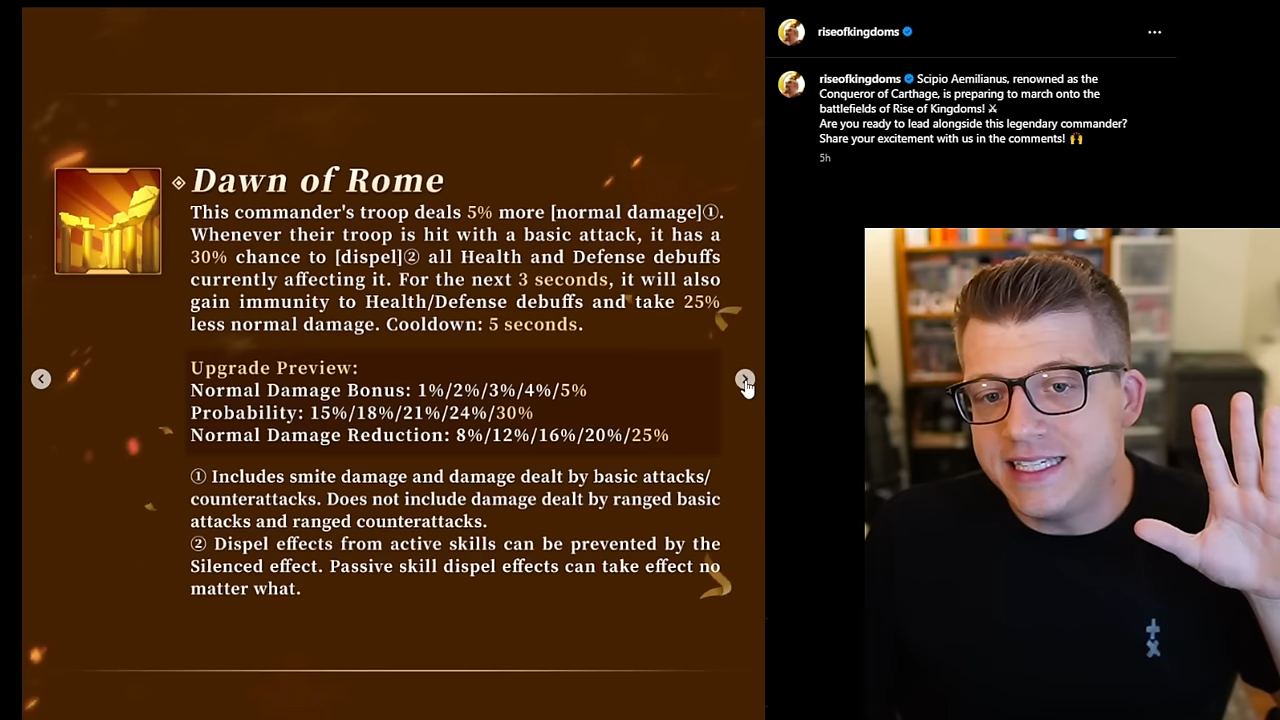 Dawn of Rome
This commander's troop deals 5% more [normal damage]①.
Whenever their troop is hit with a basic attack, it has a
30% chance to [dispel]② all Health and Defense debuffs
currently affecting it. For the next 3 seconds, it will also
gain immunity to Health/Defense debuffs and take 25%
less normal damage. Cooldown: 5 seconds.
Upgrade Preview:
Normal Damage Bonus: 1%/2%/3%/4%/5%
Probability: 15%/18%/21%/24%/30%
Normal Damage Reduction: 8%/12%/16%/20%/25%
① Includes smite damage and damage dealt by basic attacks/
counterattacks. Does not include damage dealt by ranged basic
attacks and ranged counterattacks.
② Dispel effects from active skills can be prevented by the
Silenced effect. Passive skill dispel effects can take effect no
matter what.
riseofkingdoms
riseofkingdoms Scipio Aemilianus, renowned as the
Conqueror of Carthage, is preparing to march onto the
battlefields of Rise of Kingdoms! ⚔
Are you ready to lead alongside this legendary commander?
Share your excitement with us in the comments! 🙌
5h